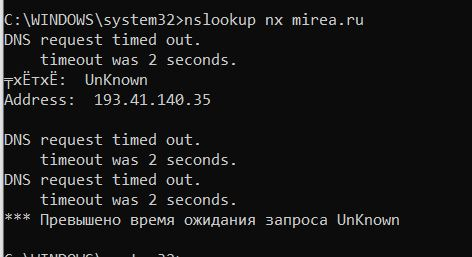 C:\WINDOWS\system32>nslookup nx mirea.ru
DNS request timed out.
    timeout was 2 seconds.
╤хЁтхЁ:  UnKnown
Address:  193.41.140.35

DNS request timed out.
    timeout was 2 seconds.
DNS request timed out.
    timeout was 2 seconds.
*** Превышено время ожидания запроса UnKnown